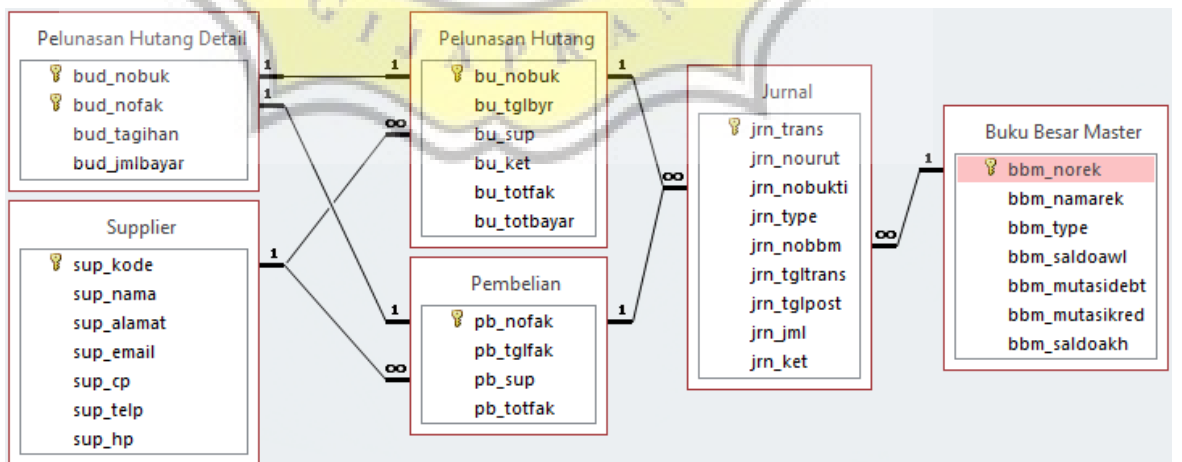 Pelunasan Hutang Detail
bud_nobuk
bud_nofak
bud_tagihan
bud_jmlbayar
Supplier
sup_kode
sup_nama
sup_alamat
sup_email
sup_cp
sup_telp
sup_hp
1
1
1
Pelunasan Hutang
bu_nobuk
bu_tglbyr
bu_sup
bu_ket
bu_totfak
bu_totbayar
1
∞
1
Pembelian
pb_nofak
pb_tglfak
pb_sup
pb_totfak
1
∞
1
Jurnal
jrn_trans
jrn_nourut
jrn_nobukti
jrn_type
jrn_nobbm
jrn_tgltrans
jrn_tglpost
jrn_jml
jrn_ket
∞
∞
1
Buku Besar Master
bbm_norek
bbm_namarek
bbm_type
bbm_saldoawl
bbm_mutasidebt
bbm_mutasikred
bbm_saldoakh
GIJAPRAN